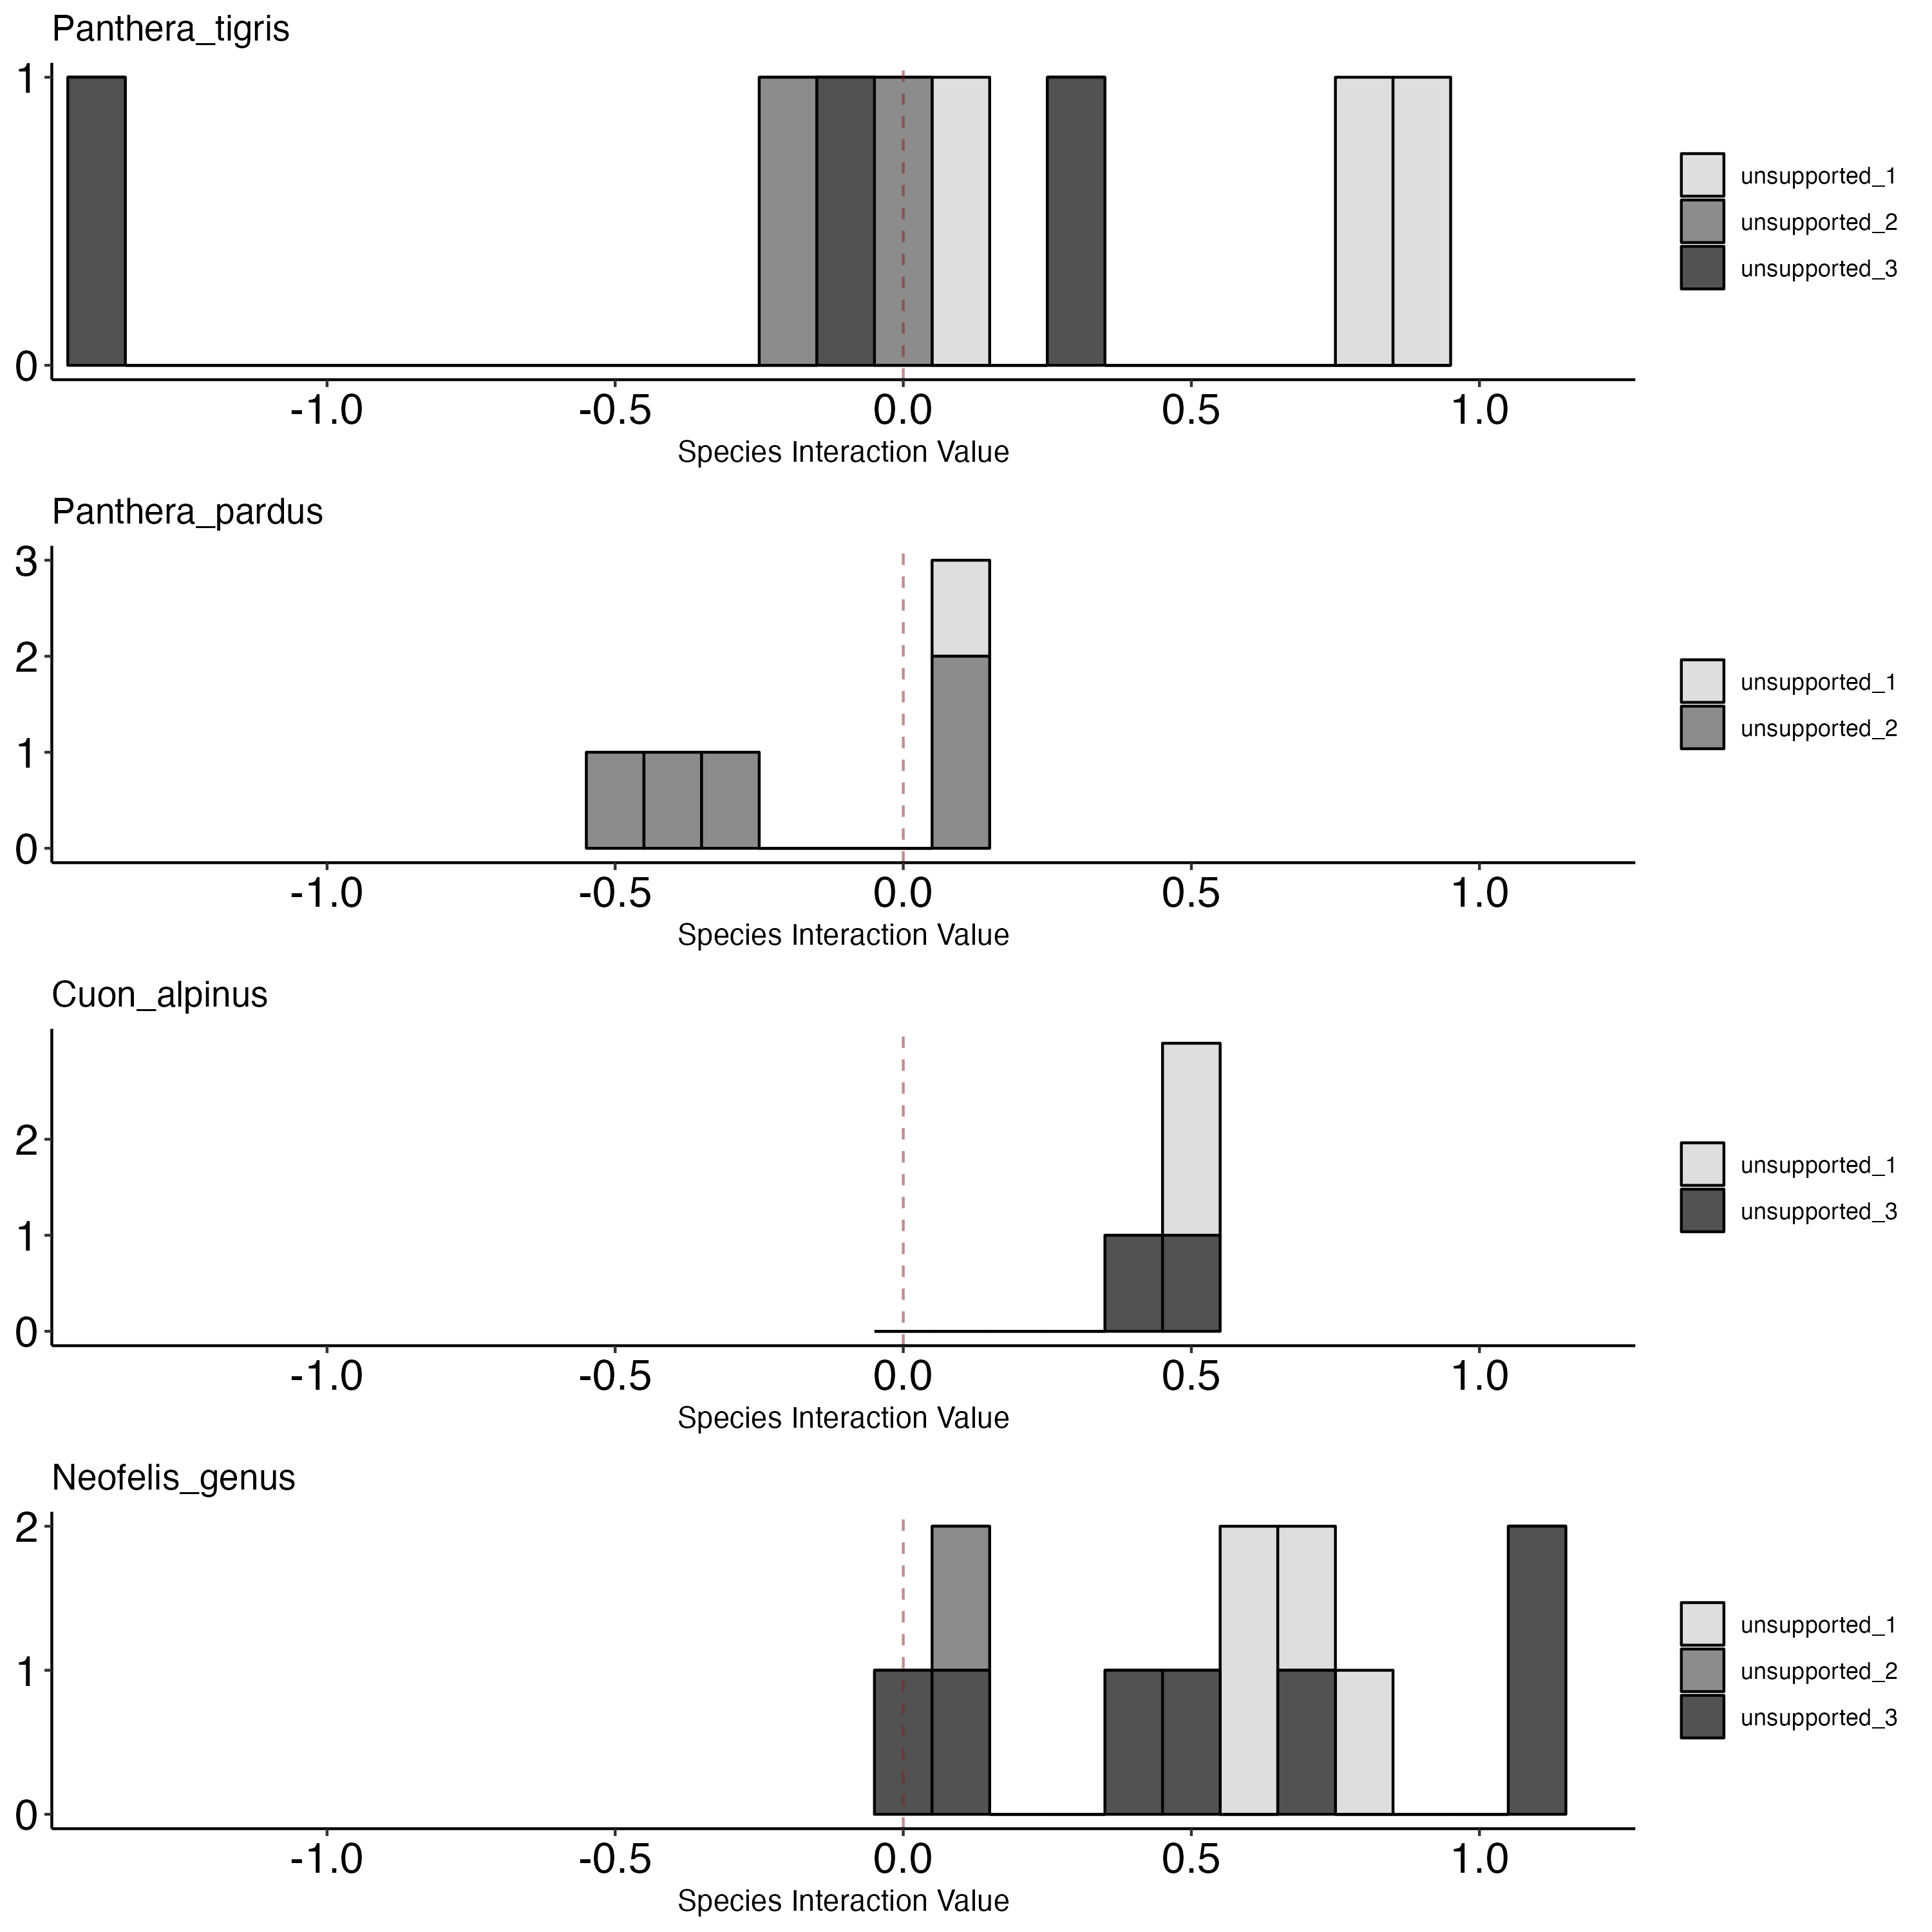 Panthera_tigris
1
0
-1.0 -0.5 0.0 0.5 1.0
Species Interaction Value
unsupported_1
unsupported_2
unsupported_3
Panthera_pardus
3
2
1
0
-1.0 -0.5 0.0 0.5 1.0
Species Interaction Value
unsupported_1
unsupported_2
Cuon_alpinus
2
1
0
-1.0 -0.5 0.0 0.5 1.0
Species Interaction Value
unsupported_1
unsupported_3
Neofelis_genus
2
1
0
-1.0 -0.5 0.0 0.5 1.0
Species Interaction Value
unsupported_1
unsupported_2
unsupported_3